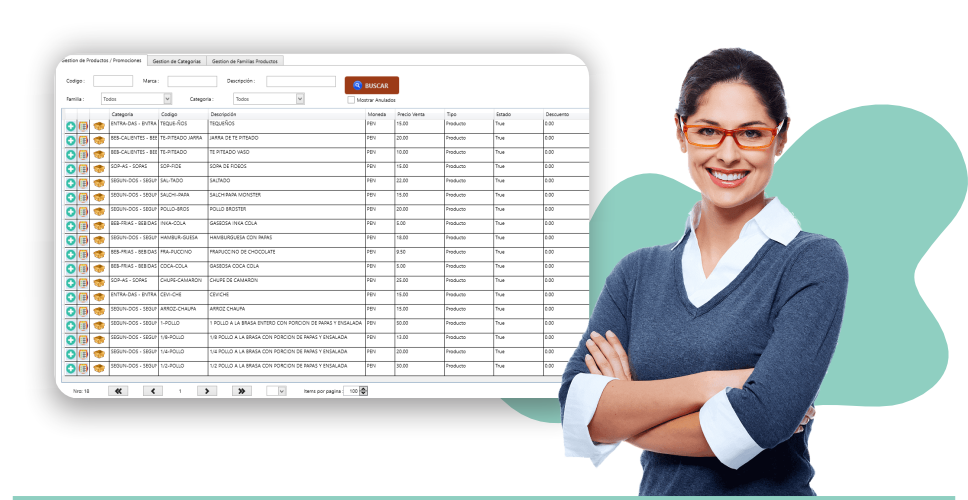 Gestion de Productos / Promociones Gestion de Categorias Gestion de Familias Productos
Codigo : Marca : Descripción : BUSCAR
Familia : Todos Categoria : Todos Mostrar Anulados
Categoria Codigo Descripción Moneda Precio Venta Tipo Estado Descuento
ENTRA-DAS - ENTRA TEQUE-ÑOS TEQUEÑOS PEN 15.00 Producto True 0.00
BEB-CALIENTES - BEE TE-PITEADO JARRA JARRA DE TE PITEADO PEN 20.00 Producto True 0.00
BEB-CALIENTES - BEE TE-PITEADO TE PITEADO VASO PEN 10.00 Producto True 0.00
SOP-AS - SOPAS SOP-FIDE SOPA DE FIDEOS PEN 15.00 Producto True 0.00
SEGUN-DOS - SEGUN SAL-TADO SALTADO PEN 22.00 Producto True 0.00
SEGUN-DOS - SEGUN SALCHI-PAPA SALCHIPAPA MONSTER PEN 15.00 Producto True 0.00
SEGUN-DOS - SEGUN POLLO-BROS POLLO BROSTER PEN 20.00 Producto True 0.00
BEB-FRIAS - BEBIDAS INKA-COLA GASEOSA INKA COLA PEN 5.00 Producto True 0.00
SEGUN-DOS - SEGUN HAMBUR-GUESA HAMBURGUESA CON PAPAS PEN 18.00 Producto True 0.00
BEB-FRIAS - BEBIDAS FRA-PUCCINO FRAPUCCINO DE CHOCOLATE PEN 9.50 Producto True 0.00
BEB-FRIAS - BEBIDAS COCA-COLA GASEOSA COCA COLA PEN 5.00 Producto True 0.00
SOP-AS - SOPAS CHUPE-CAMARON CHUPE DE CAMARON PEN 25.00 Producto True 0.00
ENTRA-DAS - ENTRA CEVI-CHE CEVICHE PEN 15.00 Producto True 0.00
SEGUN-DOS - SEGUN ARROZ-CHAUFA ARROZ CHAUFA PEN 15.00 Producto True 0.00
SEGUN-DOS - SEGUN 1-POLLO 1 POLLO A LA BRASA ENTERO CON PORCION DE PAPAS Y ENSALADA PEN 50.00 Producto True 0.00
SEGUN-DOS - SEGUN 1/8-POLLO 1/8 POLLO A LA BRASA CON PORCION DE PAPAS Y ENSALADA PEN 13.00 Producto True 0.00
SEGUN-DOS - SEGUN 1/4-POLLO 1/4 POLLO A LA BRASA CON PORCION DE PAPAS Y ENSALADA PEN 20.00 Producto True 0.00
SEGUN-DOS - SEGUN 1/2-POLLO 1/2 POLLO A LA BRASA CON PORCION DE PAPAS Y ENSALADA PEN 30.00 Producto True 0.00
Nro: 18 1 Items por pagina : 100